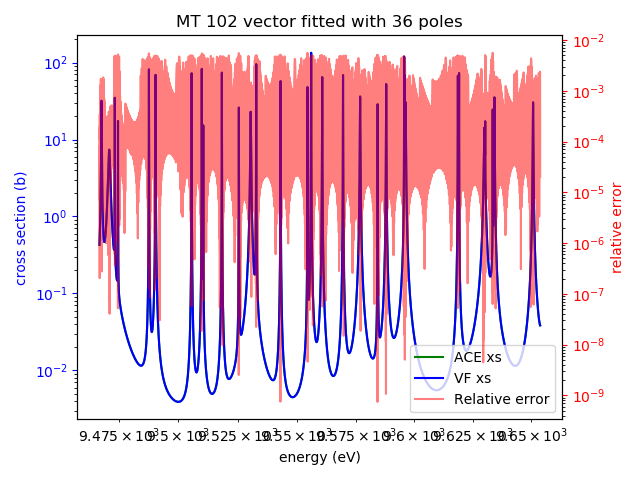 MT 102 vector fitted with 36 poles
10²
10¹
10⁰
10⁻¹
10⁻²
cross section (b)
10⁻²
10⁻³
10⁻⁴
10⁻⁵
10⁻⁶
10⁻⁷
10⁻⁸
10⁻⁹
relative error
ACE xs
VF xs
Relative error
9.475 × 10³ 9.5 × 10³ 9.525 × 10³ 9.55 × 10³ 9.575 × 10³ 9.6 × 10³ 9.625 × 10³ 9.65 × 10³
energy (eV)